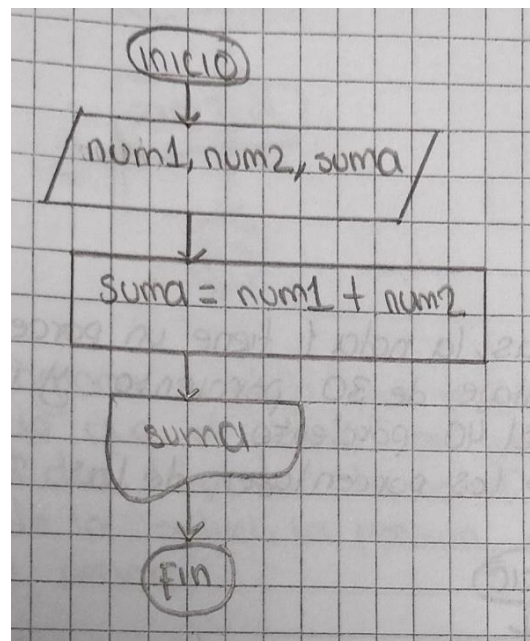 inicio
num1, num2, suma
suma = num1 + num2
suma
Fin